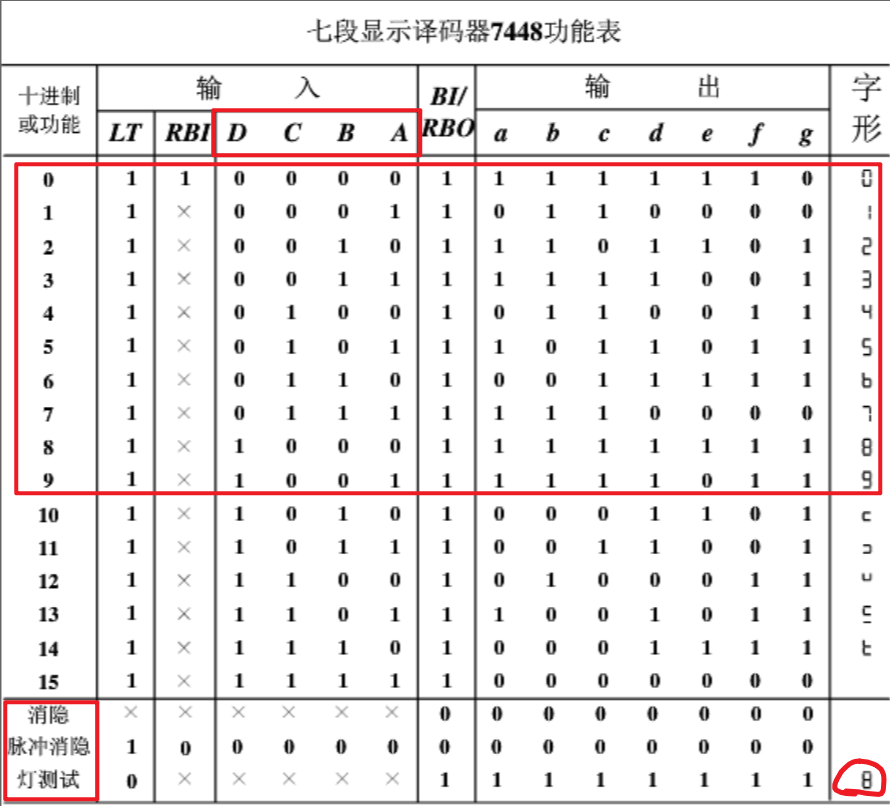 七段显示译码器7448功能表
十进制或功能 输 入 BI/RBO 输 出 字形
LT RBI D C B A a b c d e f g
0 1 1 0 0 0 0 1 1 1 1 1 1 1 0 0
1 1 × 0 0 0 1 1 0 1 1 0 0 0 0 1
2 1 × 0 0 1 0 1 1 1 0 1 1 0 1 2
3 1 × 0 0 1 1 1 1 1 1 1 0 0 1 3
4 1 × 0 1 0 0 1 0 1 1 0 0 1 1 4
5 1 × 0 1 0 1 1 1 0 1 1 0 1 1 5
6 1 × 0 1 1 0 1 0 0 1 1 1 1 1 b
7 1 × 0 1 1 1 1 1 1 1 0 0 0 0 7
8 1 × 1 0 0 0 1 1 1 1 1 1 1 1 8
9 1 × 1 0 0 1 1 1 1 1 1 0 1 1 9
10 1 × 1 0 1 0 1 0 0 0 1 1 0 1
11 1 × 1 0 1 1 1 0 0 1 1 0 0 1
12 1 × 1 1 0 0 1 0 1 0 0 0 1 1
13 1 × 1 1 0 1 1 1 0 0 1 0 1 1
14 1 × 1 1 1 0 1 0 0 0 1 1 1 1
15 1 × 1 1 1 1 1 0 0 0 0 0 0 0
消隐 × × × × × × 0 0 0 0 0 0 0 0
脉冲消隐 1 0 0 0 0 0 0 0 0 0 0 0 0 0
灯测试 0 × × × × × 1 1 1 1 1 1 1 1 8